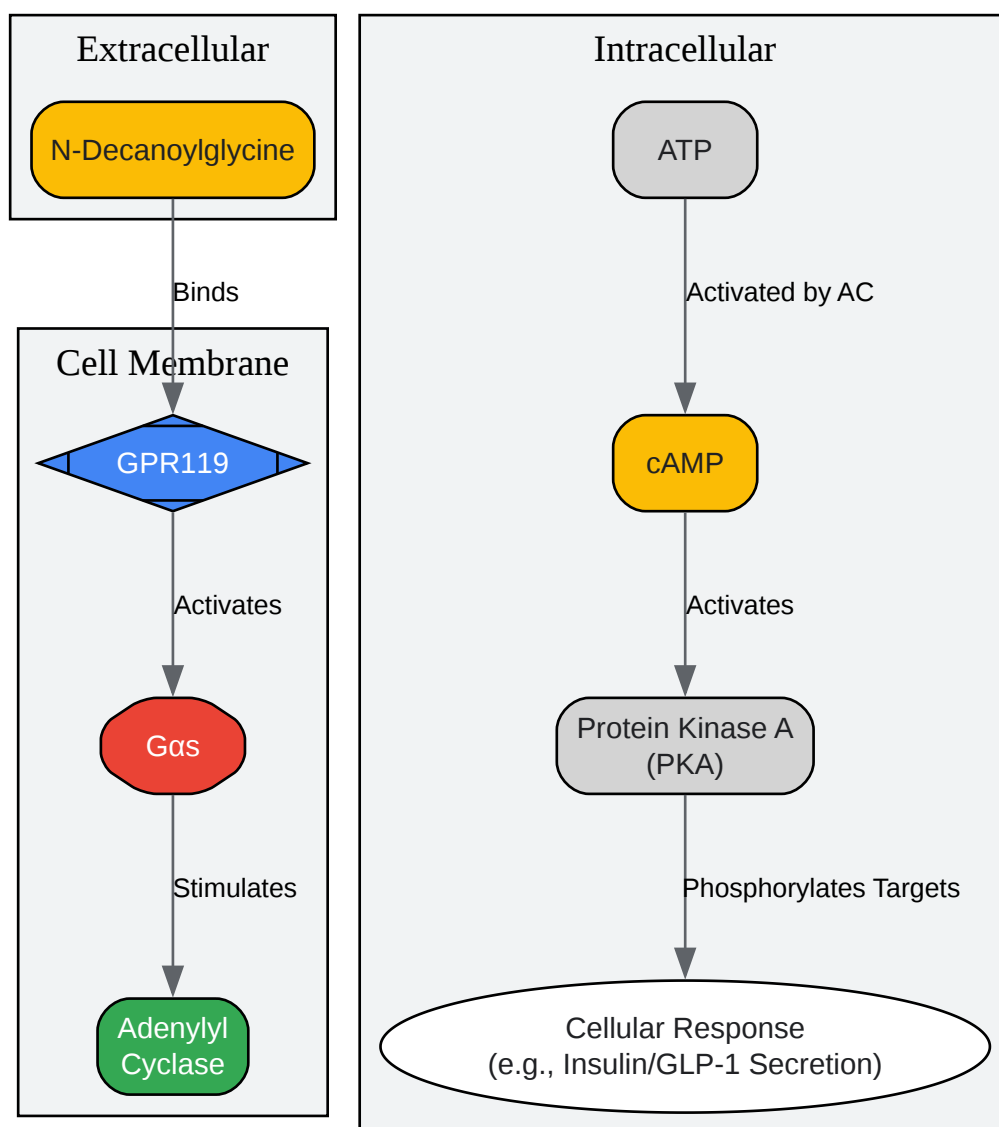 Extracellular
N-Decanoylglycine
Binds
Cell Membrane
GPR119
Activates
Gαs
Stimulates
Adenylyl
Cyclase
Intracellular
ATP
Activated by AC
cAMP
Activates
Protein Kinase A
(PKA)
Phosphorylates Targets
Cellular Response
(e.g., Insulin/GLP-1 Secretion)